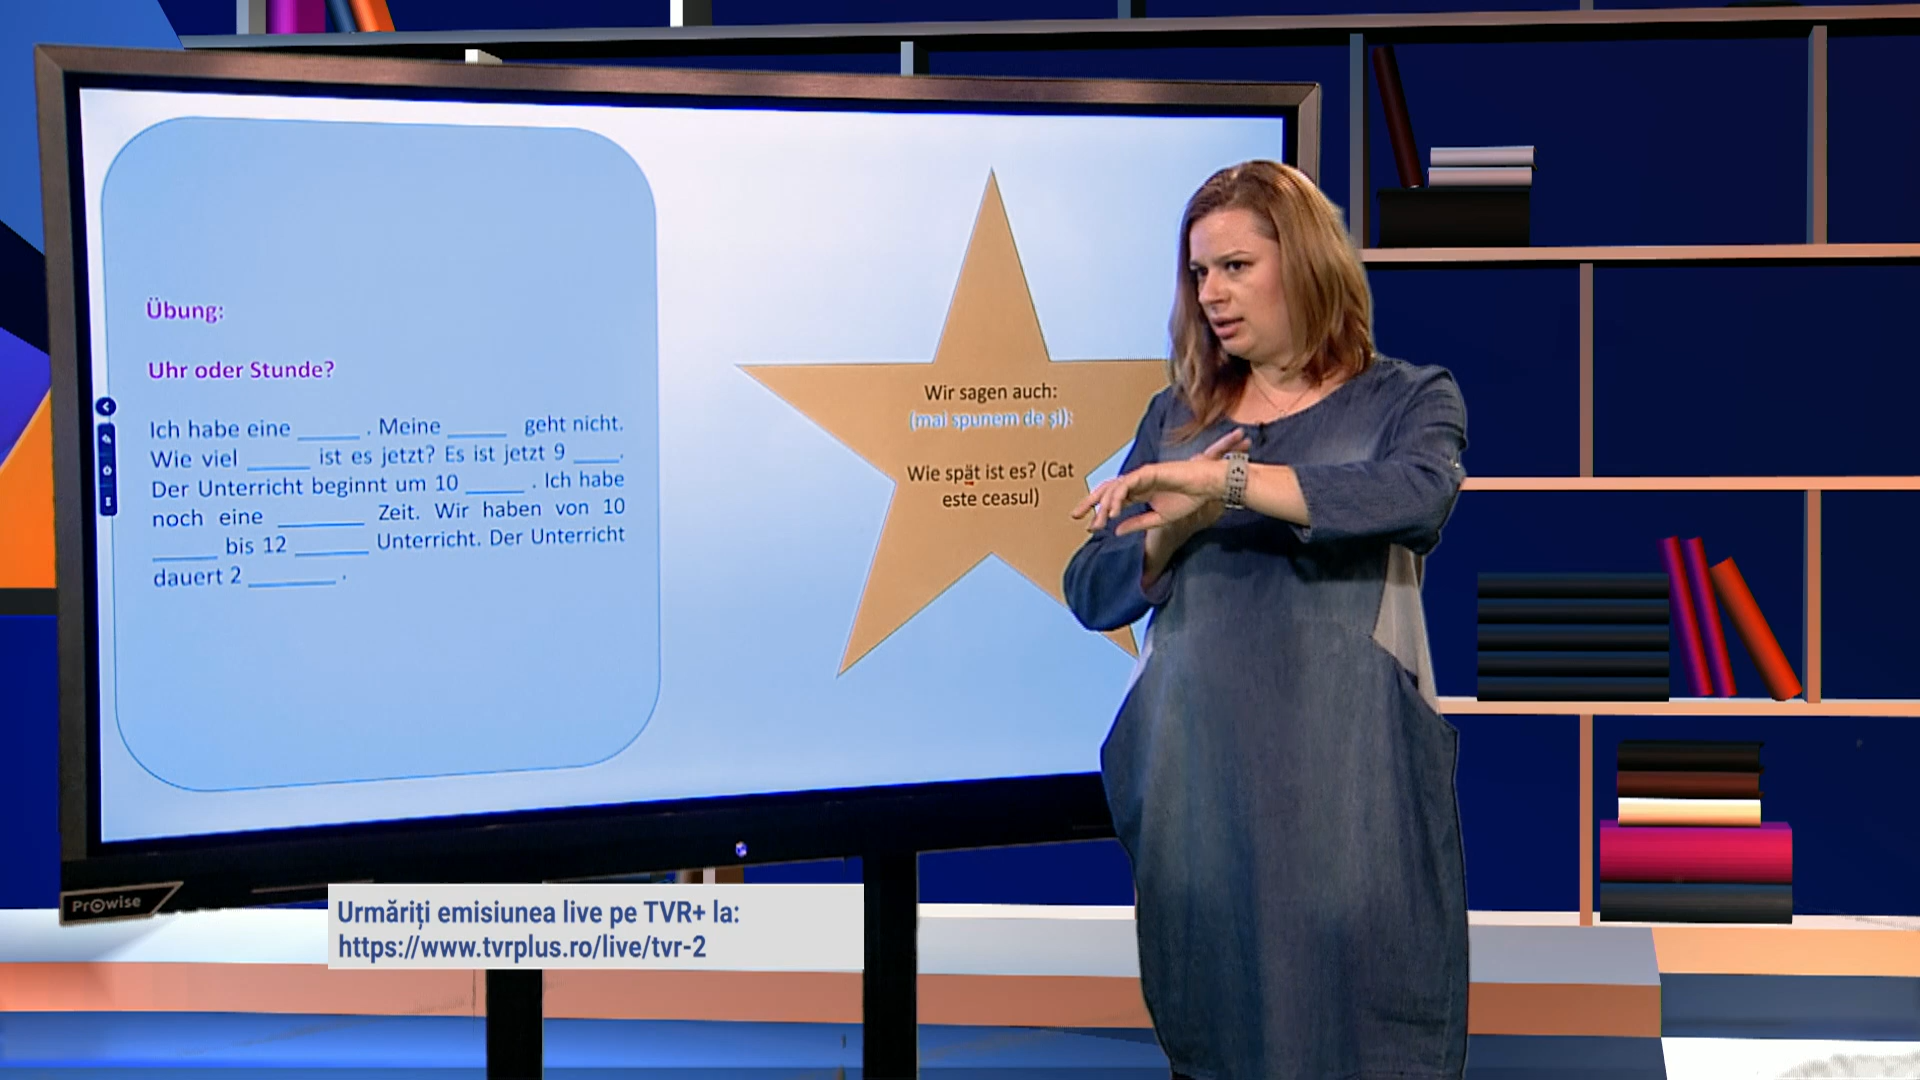 Übung:
Uhr oder Stunde?
Ich habe eine _____ . Meine _____ geht nicht.
Wie viel _____ ist es jetzt? Es ist jetzt 9 ____.
Der Unterricht beginnt um 10 _____ . Ich habe
noch eine _______ Zeit. Wir haben von 10
_____ bis 12 ______ Unterricht. Der Unterricht
dauert 2 _______ .
Wir sagen auch:
(mai spunem de și):
Wie spät ist es? (Cat
este ceasul)
Prowise
Urmăriți emisiunea live pe TVR+ la:
https://www.tvrplus.ro/live/tvr-2